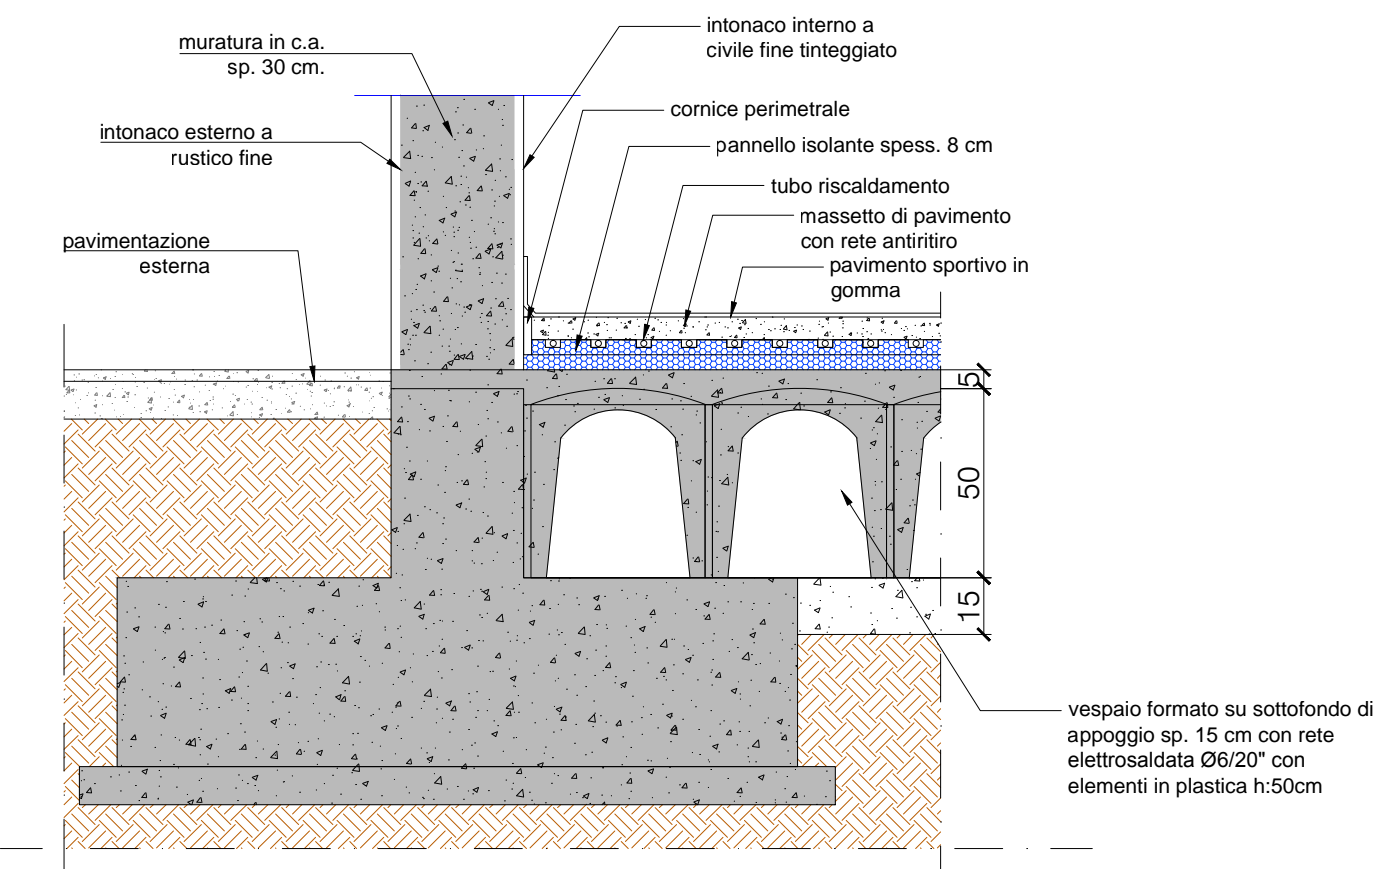 muratura in c.a.
sp. 30 cm.
intonaco interno a
civile fine tinteggiato
cornice perimetrale
intonaco esterno a
rustico fine
pannello isolante spess. 8 cm
tubo riscaldamento
massetto di pavimento
con rete antiritiro
pavimentazione
esterna
pavimento sportivo in
gomma
5
50
15
vespaio formato su sottofondo di
appoggio sp. 15 cm con rete
elettrosaldata Ø6/20" con
elementi in plastica h:50cm